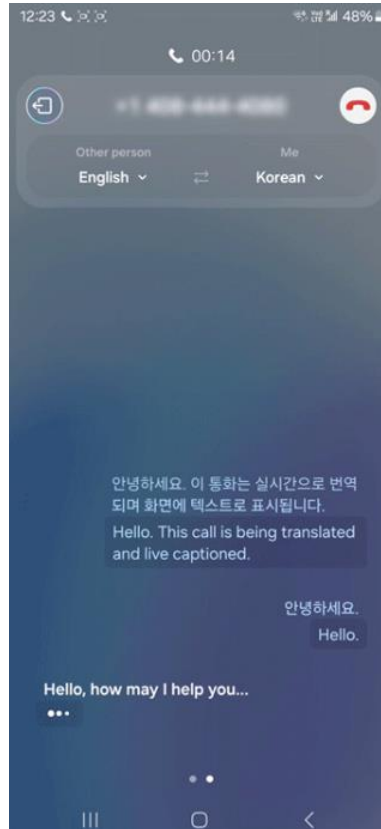 12:23 48%
00:14
Other person Me
English Korean
안녕하세요. 이 통화는 실시간으로 번역
되며 화면에 텍스트로 표시됩니다.
Hello. This call is being translated
and live captioned.
안녕하세요.
Hello.
Hello, how may I help you...